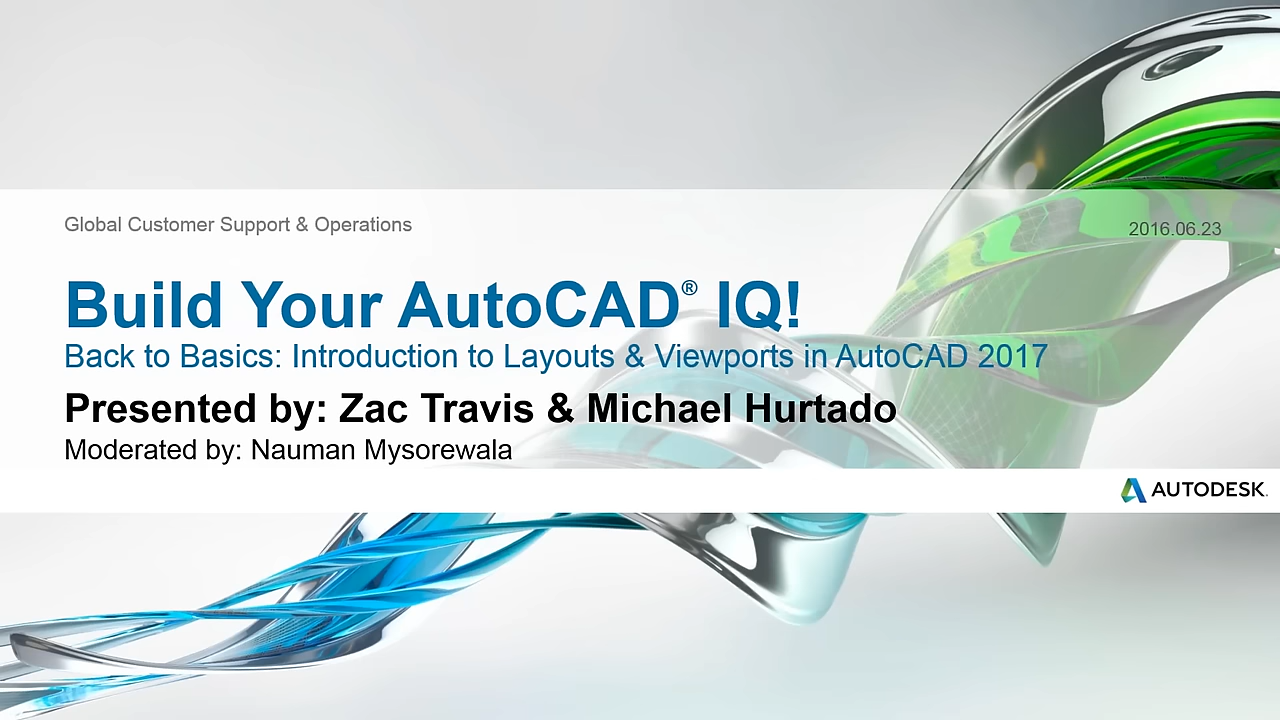 Global Customer Support & Operations
2016.06.23
Build Your AutoCAD® IQ!
Back to Basics: Introduction to Layouts & Viewports in AutoCAD 2017
Presented by: Zac Travis & Michael Hurtado
Moderated by: Nauman Mysorewala
AUTODESK.